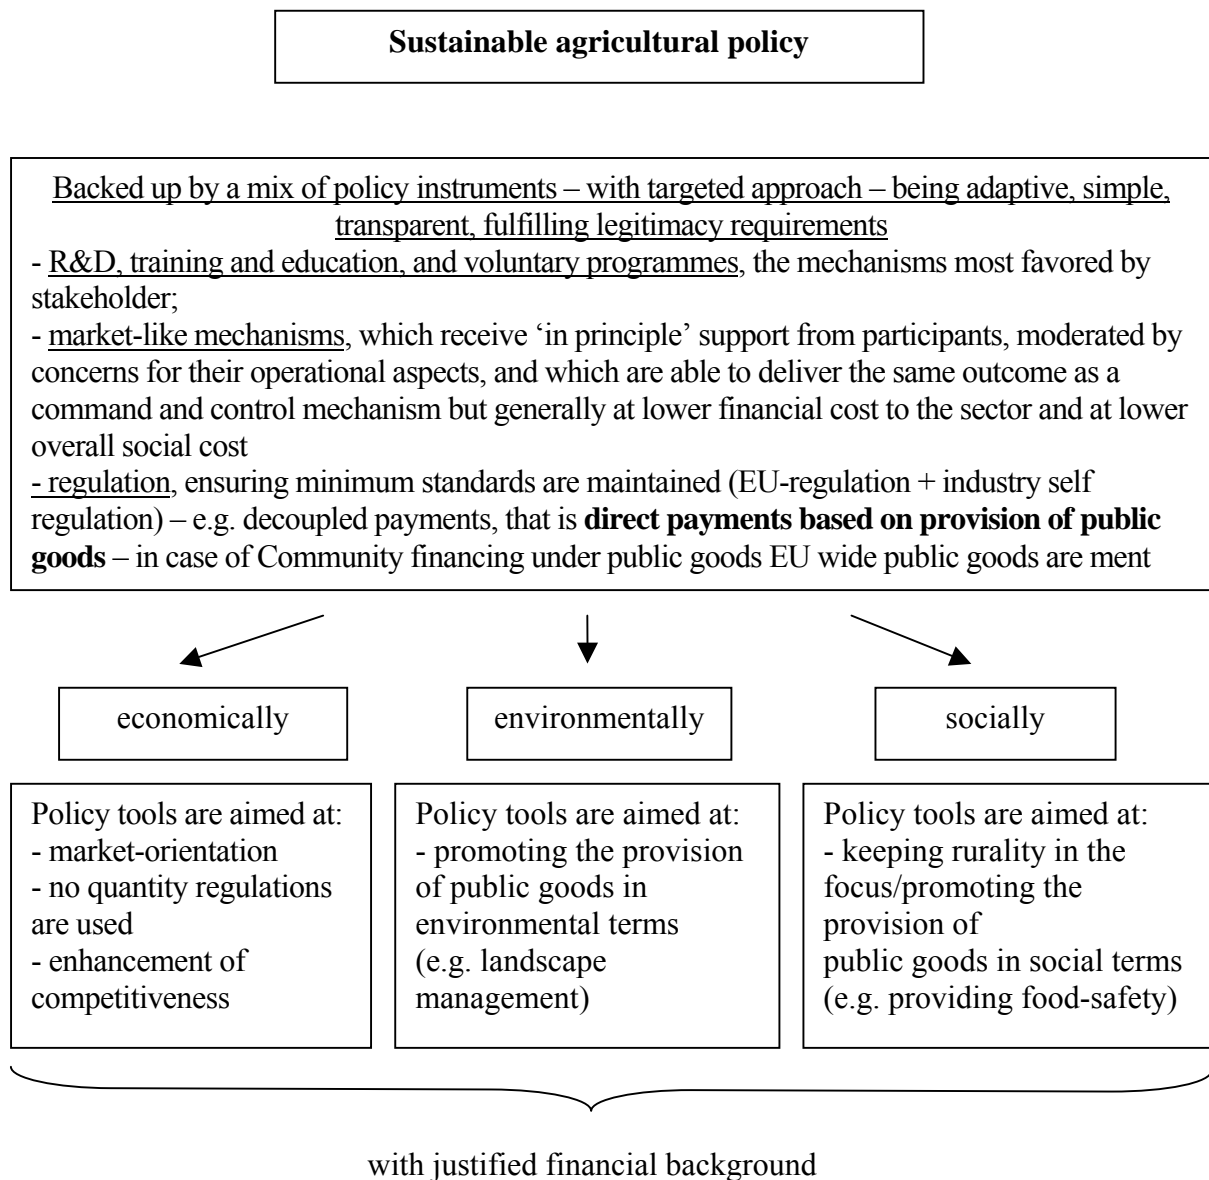 Sustainable agricultural policy
Backed up by a mix of policy instruments – with targeted approach – being adaptive, simple,
transparent, fulfilling legitimacy requirements
- R&D, training and education, and voluntary programmes, the mechanisms most favored by
stakeholder;
- market-like mechanisms, which receive ‘in principle’ support from participants, moderated by
concerns for their operational aspects, and which are able to deliver the same outcome as a
command and control mechanism but generally at lower financial cost to the sector and at lower
overall social cost
- regulation, ensuring minimum standards are maintained (EU-regulation + industry self
regulation) – e.g. decoupled payments, that is direct payments based on provision of public
goods – in case of Community financing under public goods EU wide public goods are ment
economically
environmentally
socially
Policy tools are aimed at:
- market-orientation
- no quantity regulations
are used
- enhancement of
competitiveness
Policy tools are aimed at:
- promoting the provision
of public goods in
environmental terms
(e.g. landscape
management)
Policy tools are aimed at:
- keeping rurality in the
focus/promoting the
provision of
public goods in social terms
(e.g. providing food-safety)
with justified financial background